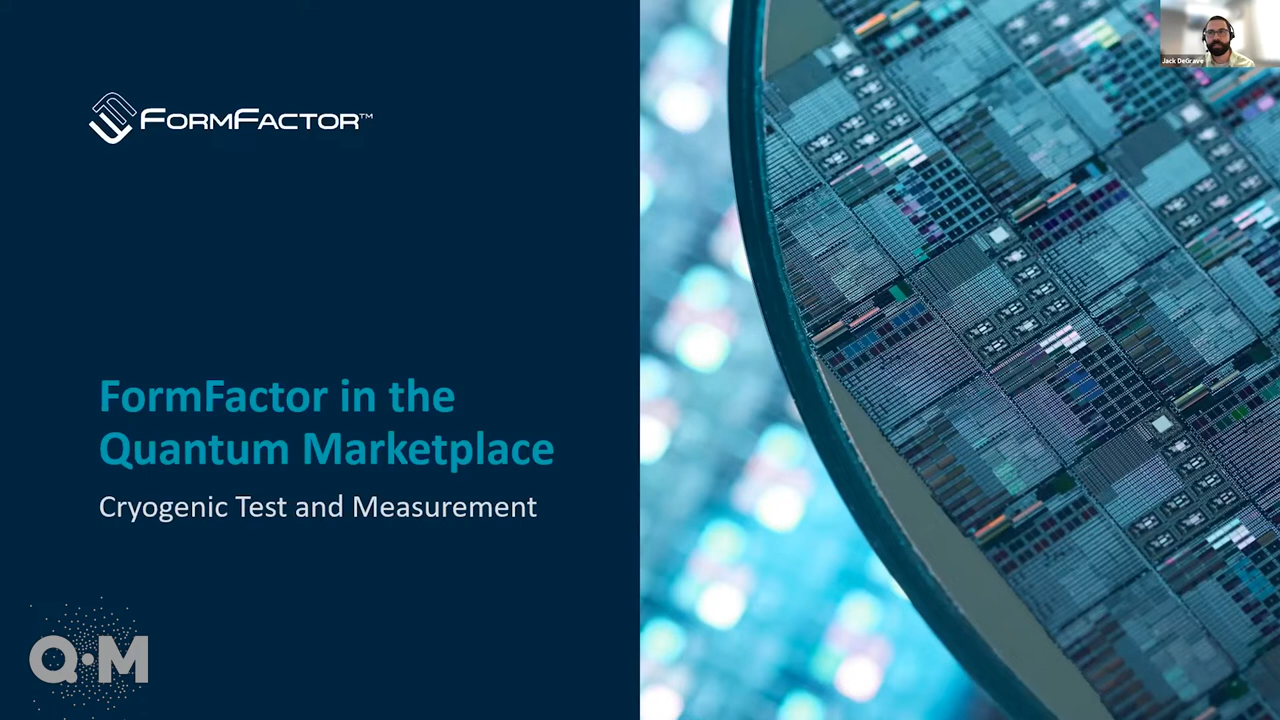 FORMFACTOR™
Jack DeGrave
FormFactor in the
Quantum Marketplace
Cryogenic Test and Measurement
Q·M